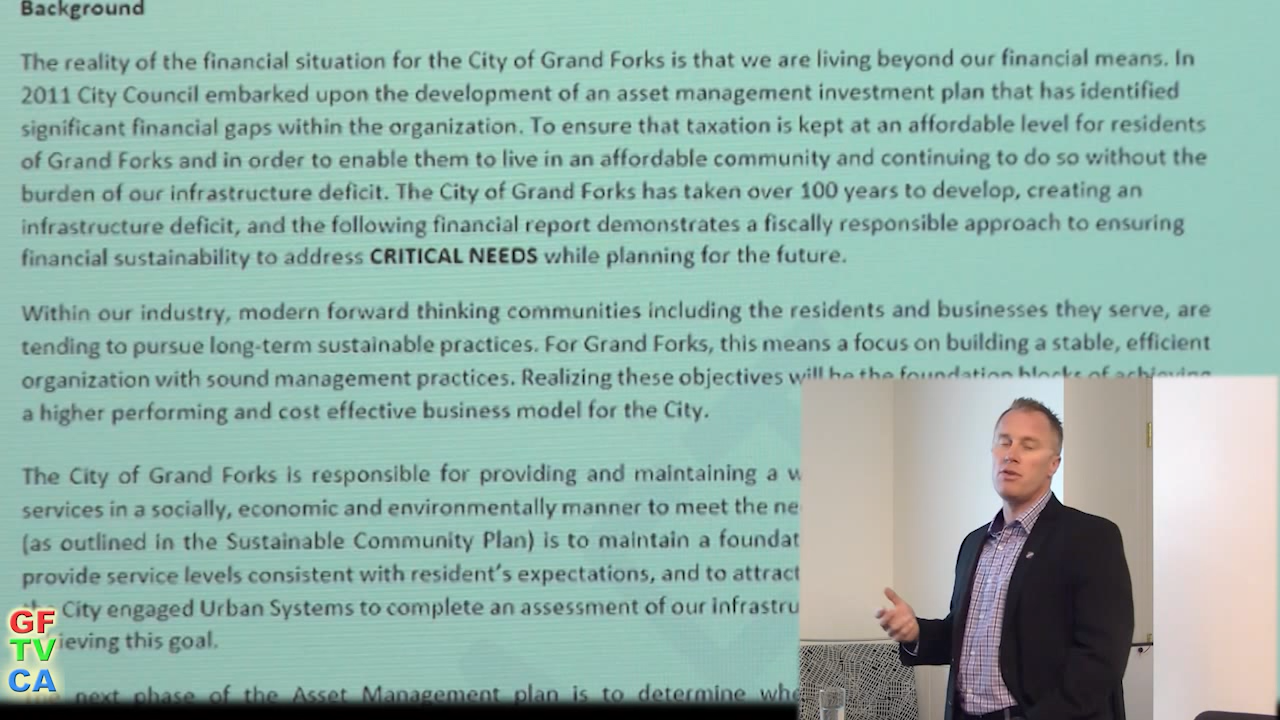 Background
The reality of the financial situation for the City of Grand Forks is that we are living beyond our financial means. In
2011 City Council embarked upon the development of an asset management investment plan that has identified
significant financial gaps within the organization. To ensure that taxation is kept at an affordable level for residents
of Grand Forks and in order to enable them to live in an affordable community and continuing to do so without the
burden of our infrastructure deficit. The City of Grand Forks has taken over 100 years to develop, creating an
infrastructure deficit, and the following financial report demonstrates a fiscally responsible approach to ensuring
financial sustainability to address CRITICAL NEEDS while planning for the future.
Within our industry, modern forward thinking communities including the residents and businesses they serve, are
tending to pursue long-term sustainable practices. For Grand Forks, this means a focus on building a stable, efficient
organization with sound management practices. Realizing these objectives will be the foundation blocks of achieving
a higher performing and cost effective business model for the City.
The City of Grand Forks is responsible for providing and maintaining a
services in a socially, economic and environmentally manner to meet the
(as outlined in the Sustainable Community Plan) is to maintain a
provide service levels consistent with resident's expectations, and to attract
City engaged Urban Systems to complete an assessment of our
this goal.
next phase of the Asset Management plan is to determine
GF
TV
CA